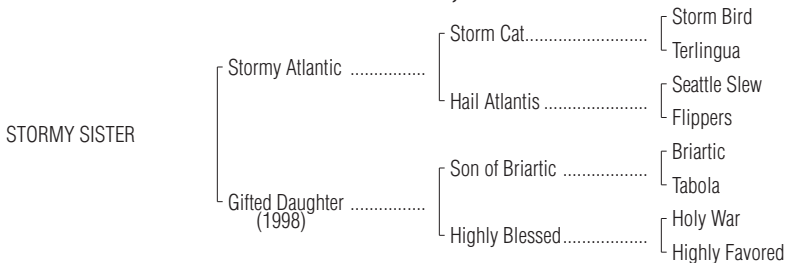 Storm Bird
Storm Cat..............................
Terlingua
Stormy Atlantic ................
Seattle Slew
Hail Atlantis ......................
Flippers
STORMY SISTER
Briartic
Son of Briartic ..................
Tabola
Gifted Daughter ................
(1998)
Holy War
Highly Blessed..................
Highly Favored